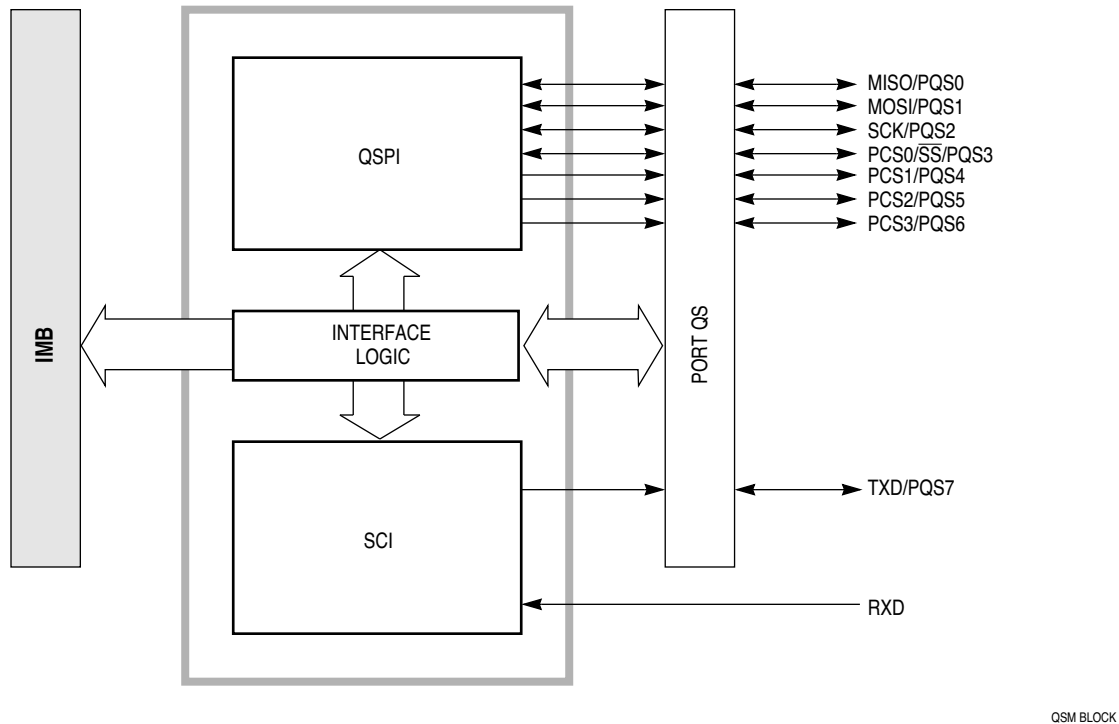 MISO/PQS0
MOSI/PQS1
SCK/PQS2
QSPI
PCS0/S̅S̅/PQS3
PCS1/PQS4
PCS2/PQS5
PCS3/PQS6
IMB
INTERFACE
LOGIC
PORT QS
TXD/PQS7
SCI
RXD
QSM BLOCK